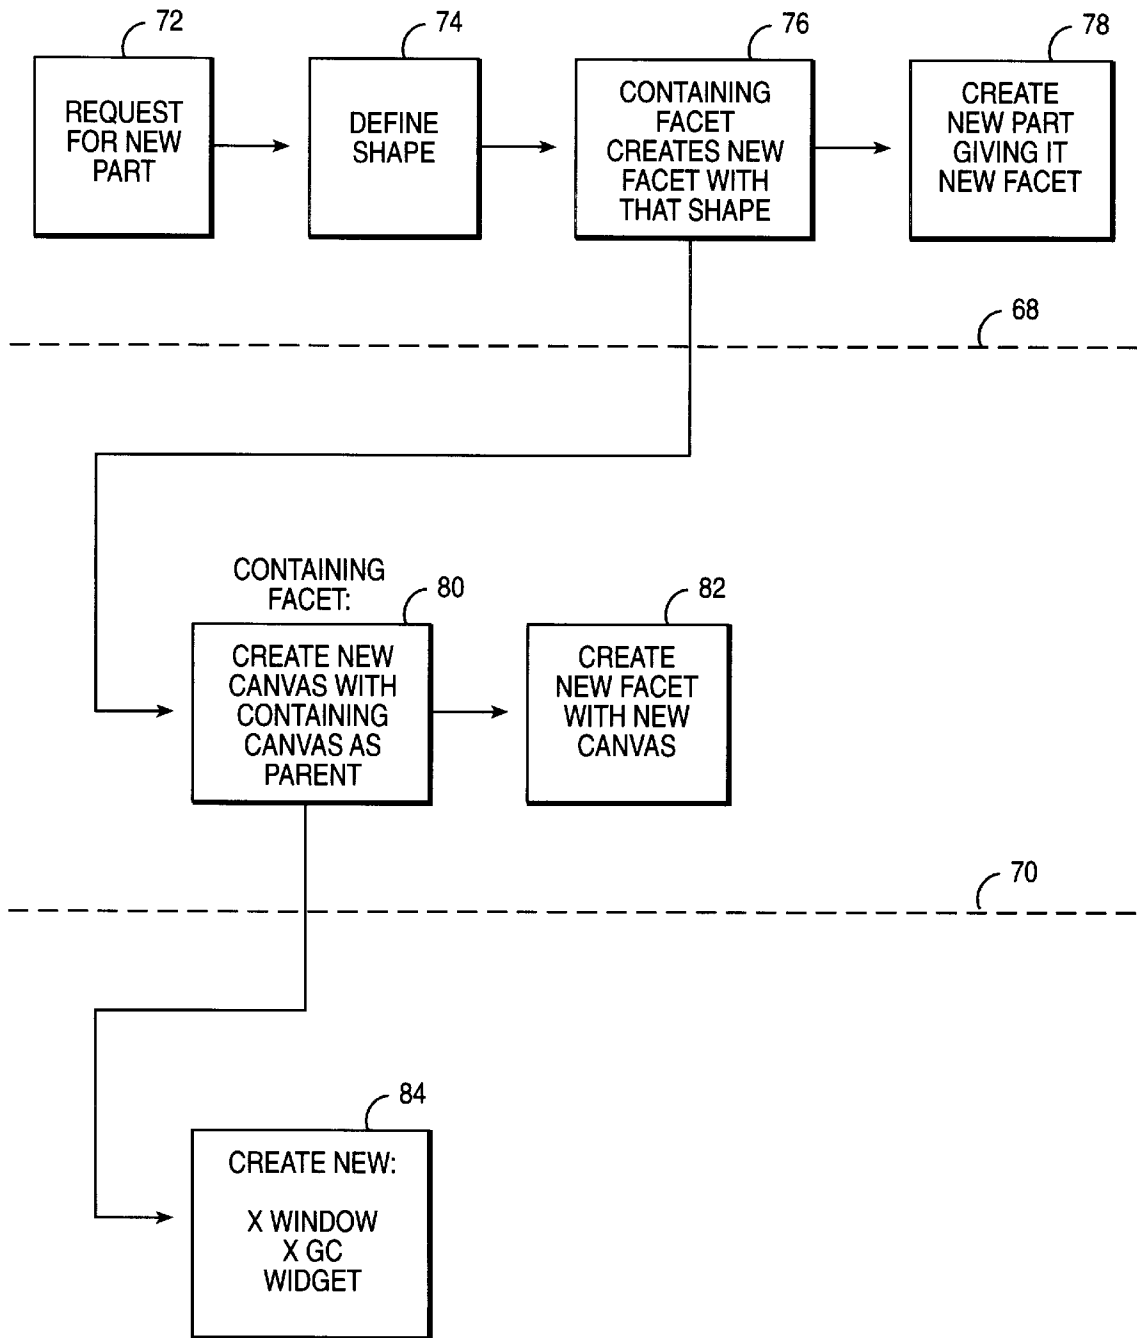 72
REQUEST
FOR NEW
PART
74
DEFINE
SHAPE
76
CONTAINING
FACET
CREATES NEW
FACET WITH
THAT SHAPE
78
CREATE
NEW PART
GIVING IT
NEW FACET
68
CONTAINING
FACET:
80
CREATE NEW
CANVAS WITH
CONTAINING
CANVAS AS
PARENT
82
CREATE
NEW FACET
WITH NEW
CANVAS
70
84
CREATE NEW:
X WINDOW
X GC
WIDGET